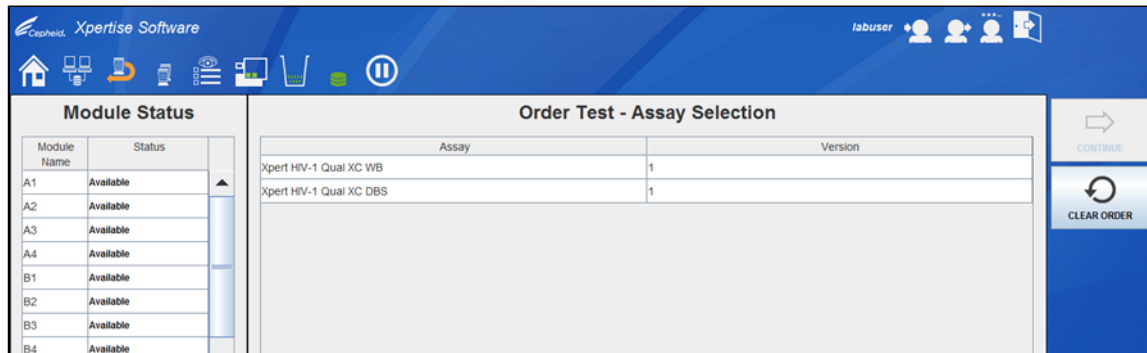 Cepheid. Xpertise Software
labuser
Module Status
Module Name Status
A1 Available
A2 Available
A3 Available
A4 Available
B1 Available
B2 Available
B3 Available
B4 Available
Order Test - Assay Selection
Assay Version
Xpert HIV-1 Qual XC WB 1
Xpert HIV-1 Qual XC DBS 1
CONTINUE
CLEAR ORDER